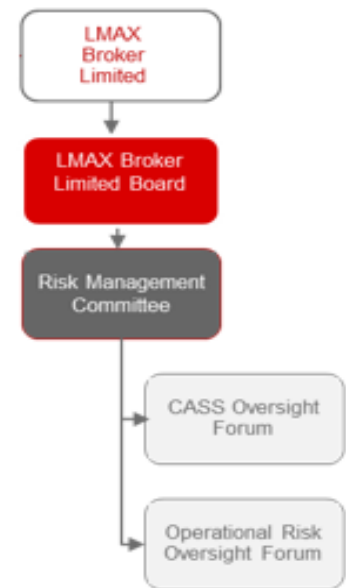 LMAX
Broker
Limited
LMAX Broker
Limited Board
Risk Management
Committee
CASS Oversight
Forum
Operational Risk
Oversight Forum